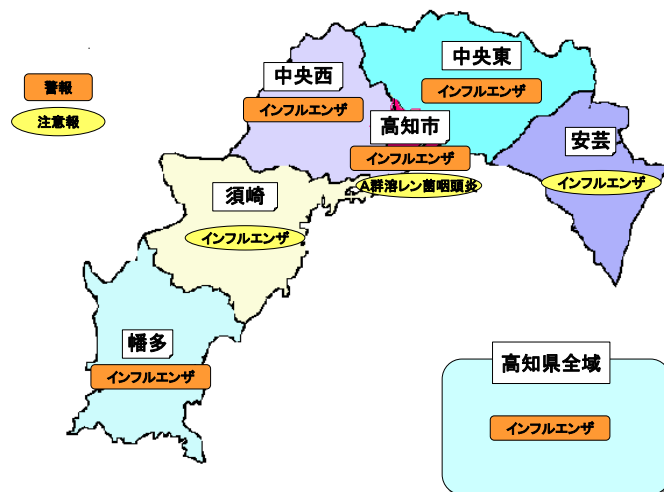 警報
注意報
中央西
インフルエンザ
中央東
インフルエンザ
高知市
インフルエンザ
A群溶レン菌咽頭炎
安芸
インフルエンザ
須崎
インフルエンザ
幡多
インフルエンザ
高知県全域
インフルエンザ